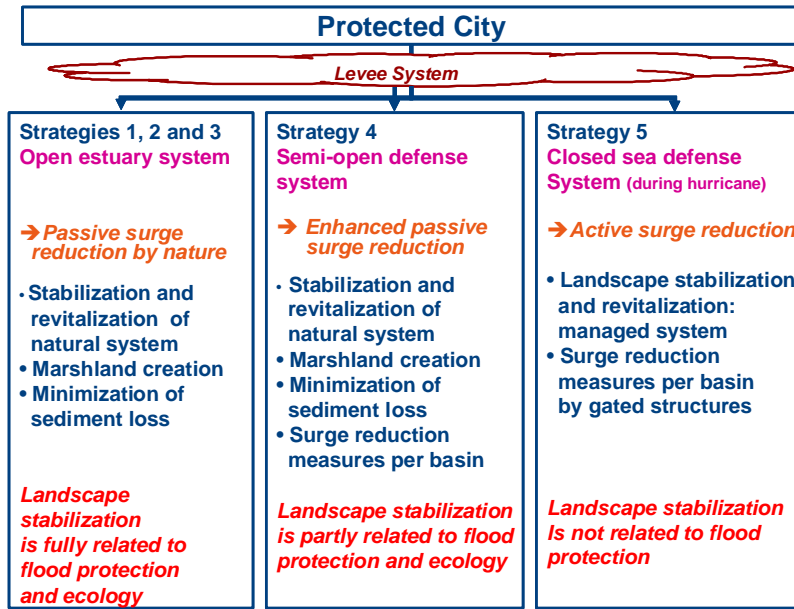 Protected City
Levee System
Strategies 1, 2 and 3
Open estuary system
➔ Passive surge
reduction by nature
• Stabilization and
revitalization of
natural system
• Marshland creation
• Minimization of
sediment loss
Landscape
stabilization
is fully related to
flood protection
and ecology
Strategy 4
Semi-open defense
system
➔ Enhanced passive
surge reduction
• Stabilization and
revitalization of
natural system
• Marshland creation
• Minimization of
sediment loss
• Surge reduction
measures per basin
Landscape stabilization
is partly related to flood
protection and ecology
Strategy 5
Closed sea defense
System (during hurricane)
➔ Active surge reduction
• Landscape stabilization
and revitalization:
managed system
• Surge reduction
measures per basin
by gated structures
Landscape stabilization
Is not related to flood
protection